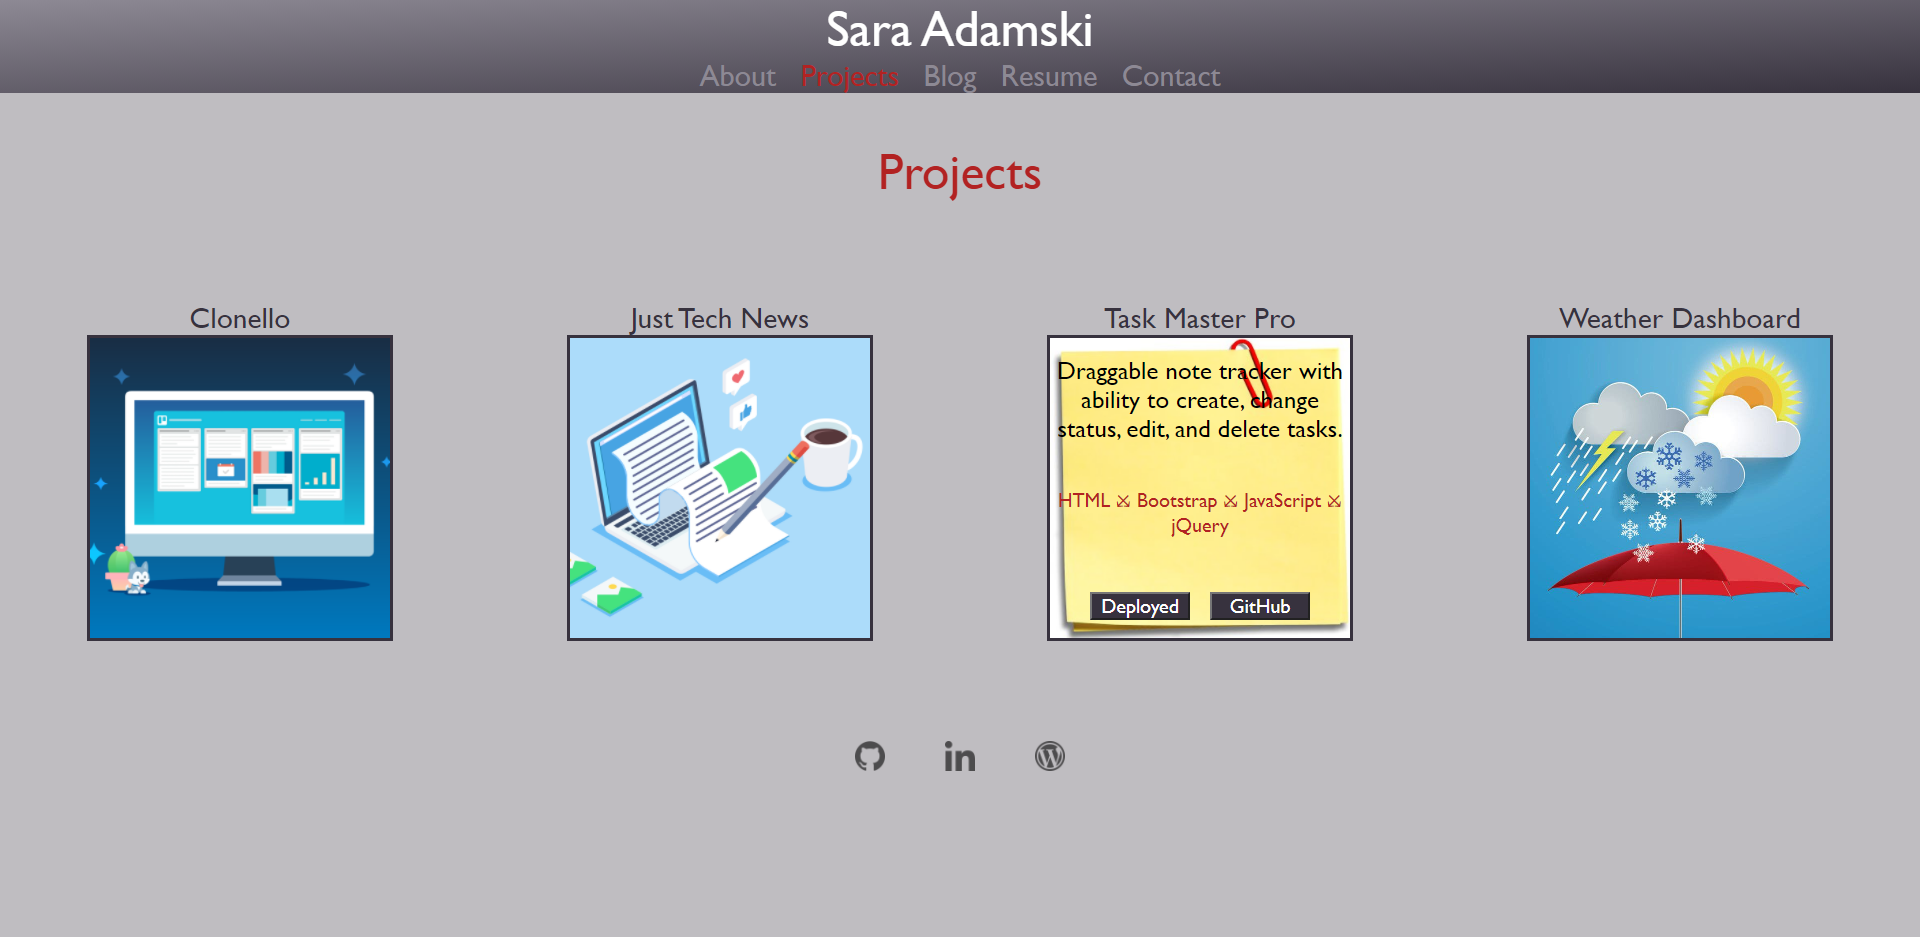 Sara Adamski
About Projects Blog Resume Contact
Projects
Clonello
Just Tech News
Task Master Pro
Weather Dashboard
Draggable note tracker with
ability to create, change
status, edit, and delete tasks.
HTML ⚔ Bootstrap ⚔ JavaScript ⚔
jQuery
Deployed
GitHub
in